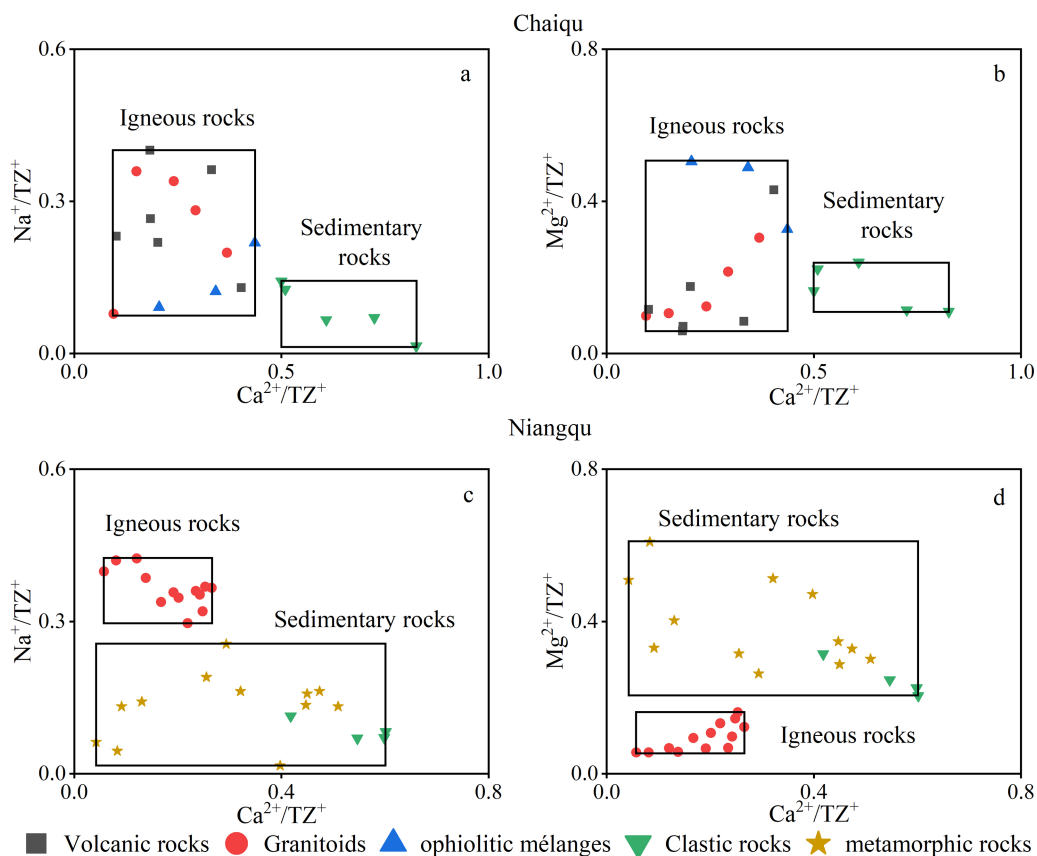 Chaiqu
0.6
a
Igneous rocks
Na⁺/TZ⁺
0.3
Sedimentary
rocks
0.0
0.0
0.5
1.0
Ca²⁺/TZ⁺
0.8
b
Igneous rocks
Mg²⁺/TZ⁺
0.4
Sedimentary
rocks
0.0
0.0
0.5
1.0
Ca²⁺/TZ⁺
Niangqu
0.6
c
Igneous rocks
Na⁺/TZ⁺
0.3
Sedimentary rocks
0.0
0.0
0.4
0.8
Ca²⁺/TZ⁺
0.8
d
Sedimentary rocks
Mg²⁺/TZ⁺
0.4
Igneous rocks
0.0
0.0
0.4
0.8
Ca²⁺/TZ⁺
Volcanic rocks Granitoids ophiolitic mélanges Clastic rocks metamorphic rocks